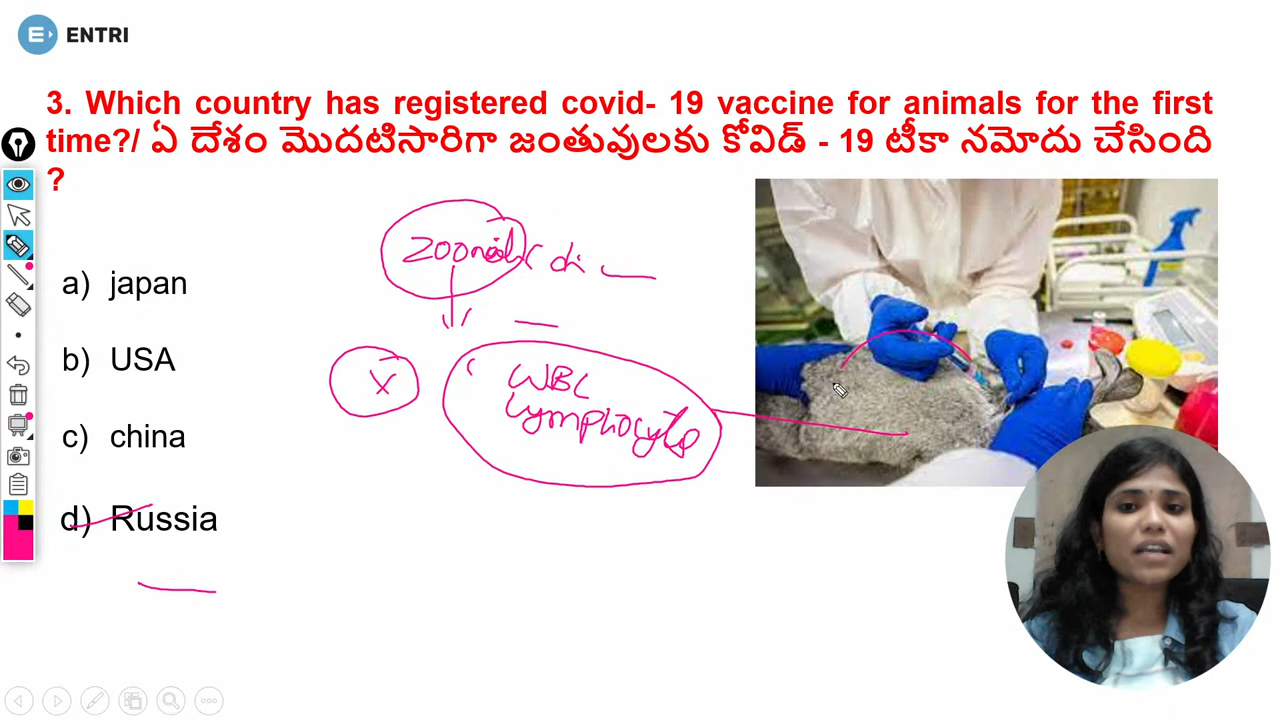 ENTRI
3. Which country has registered covid- 19 vaccine for animals for the first
time?/ ఏ దేశం మొదటిసారిగా జంతువులకు కోవిడ్ - 19 టీకా నమోదు చేసింది
?
a) japan
b) USA
c) china
d) Russia
x
WBC
lymphocyte